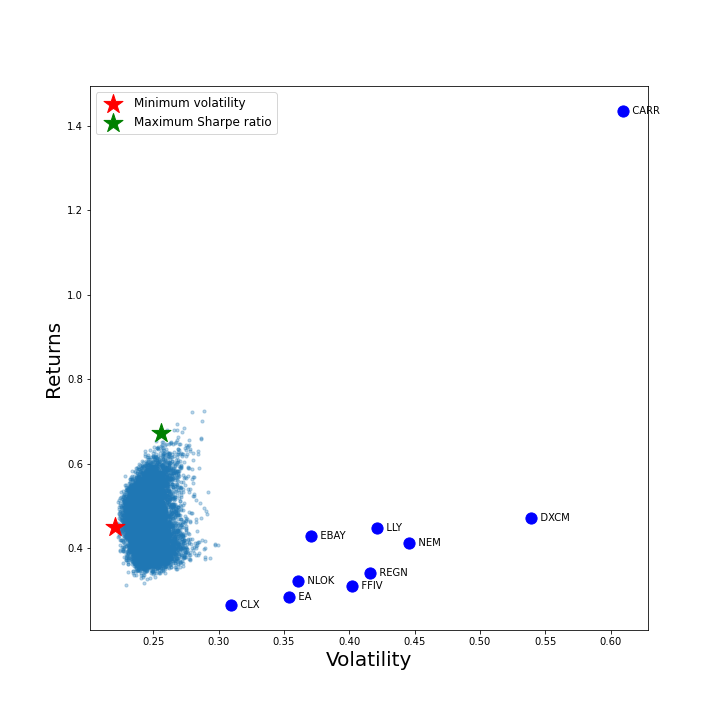 Minimum volatility
Maximum Sharpe ratio
CARR
1.4
1.2
1.0
0.8
0.6
0.4
Returns
DXCM
LLY
EBAY
NEM
REGN
NLOK
FFIV
EA
CLX
0.25
0.30
0.35
0.40
0.45
0.50
0.55
0.60
Volatility